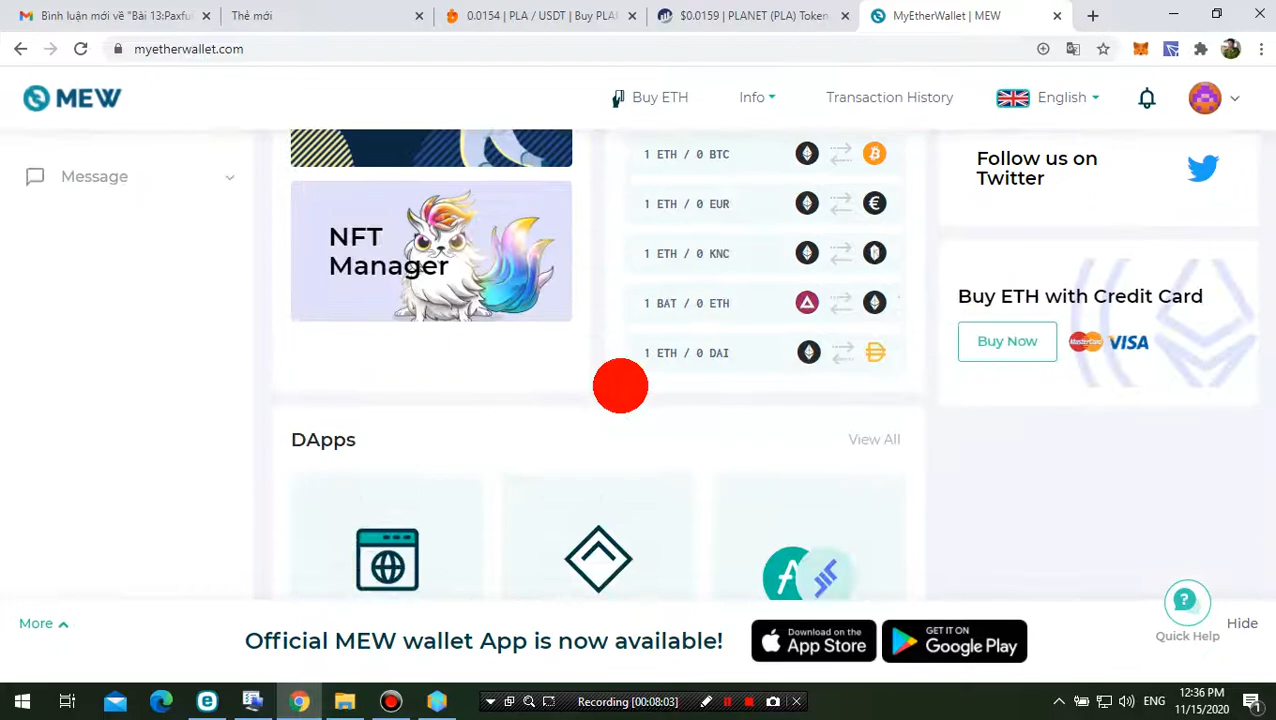 Bình luận mới về "Bài 13:Paxful
Thẻ mới
0.0154 | PLA / USDT | Buy PLA
$0.0159 | PLANET (PLA) Token
MyEtherWallet | MEW
myetherwallet.com
MEW
Buy ETH
Info
Transaction History
English
Message
NFT
Manager
1 ETH / 0 BTC
1 ETH / 0 EUR
1 ETH / 0 KNC
1 BAT / 0 ETH
1 ETH / 0 DAI
Follow us on
Twitter
Buy ETH with Credit Card
Buy Now
MasterCard VISA
DApps
View All
More
Official MEW wallet App is now available!
Download on the
App Store
GET IT ON
Google Play
?
Quick Help
Hide
Recording [00:08:03]
ENG
12:36 PM
11/15/2020
1